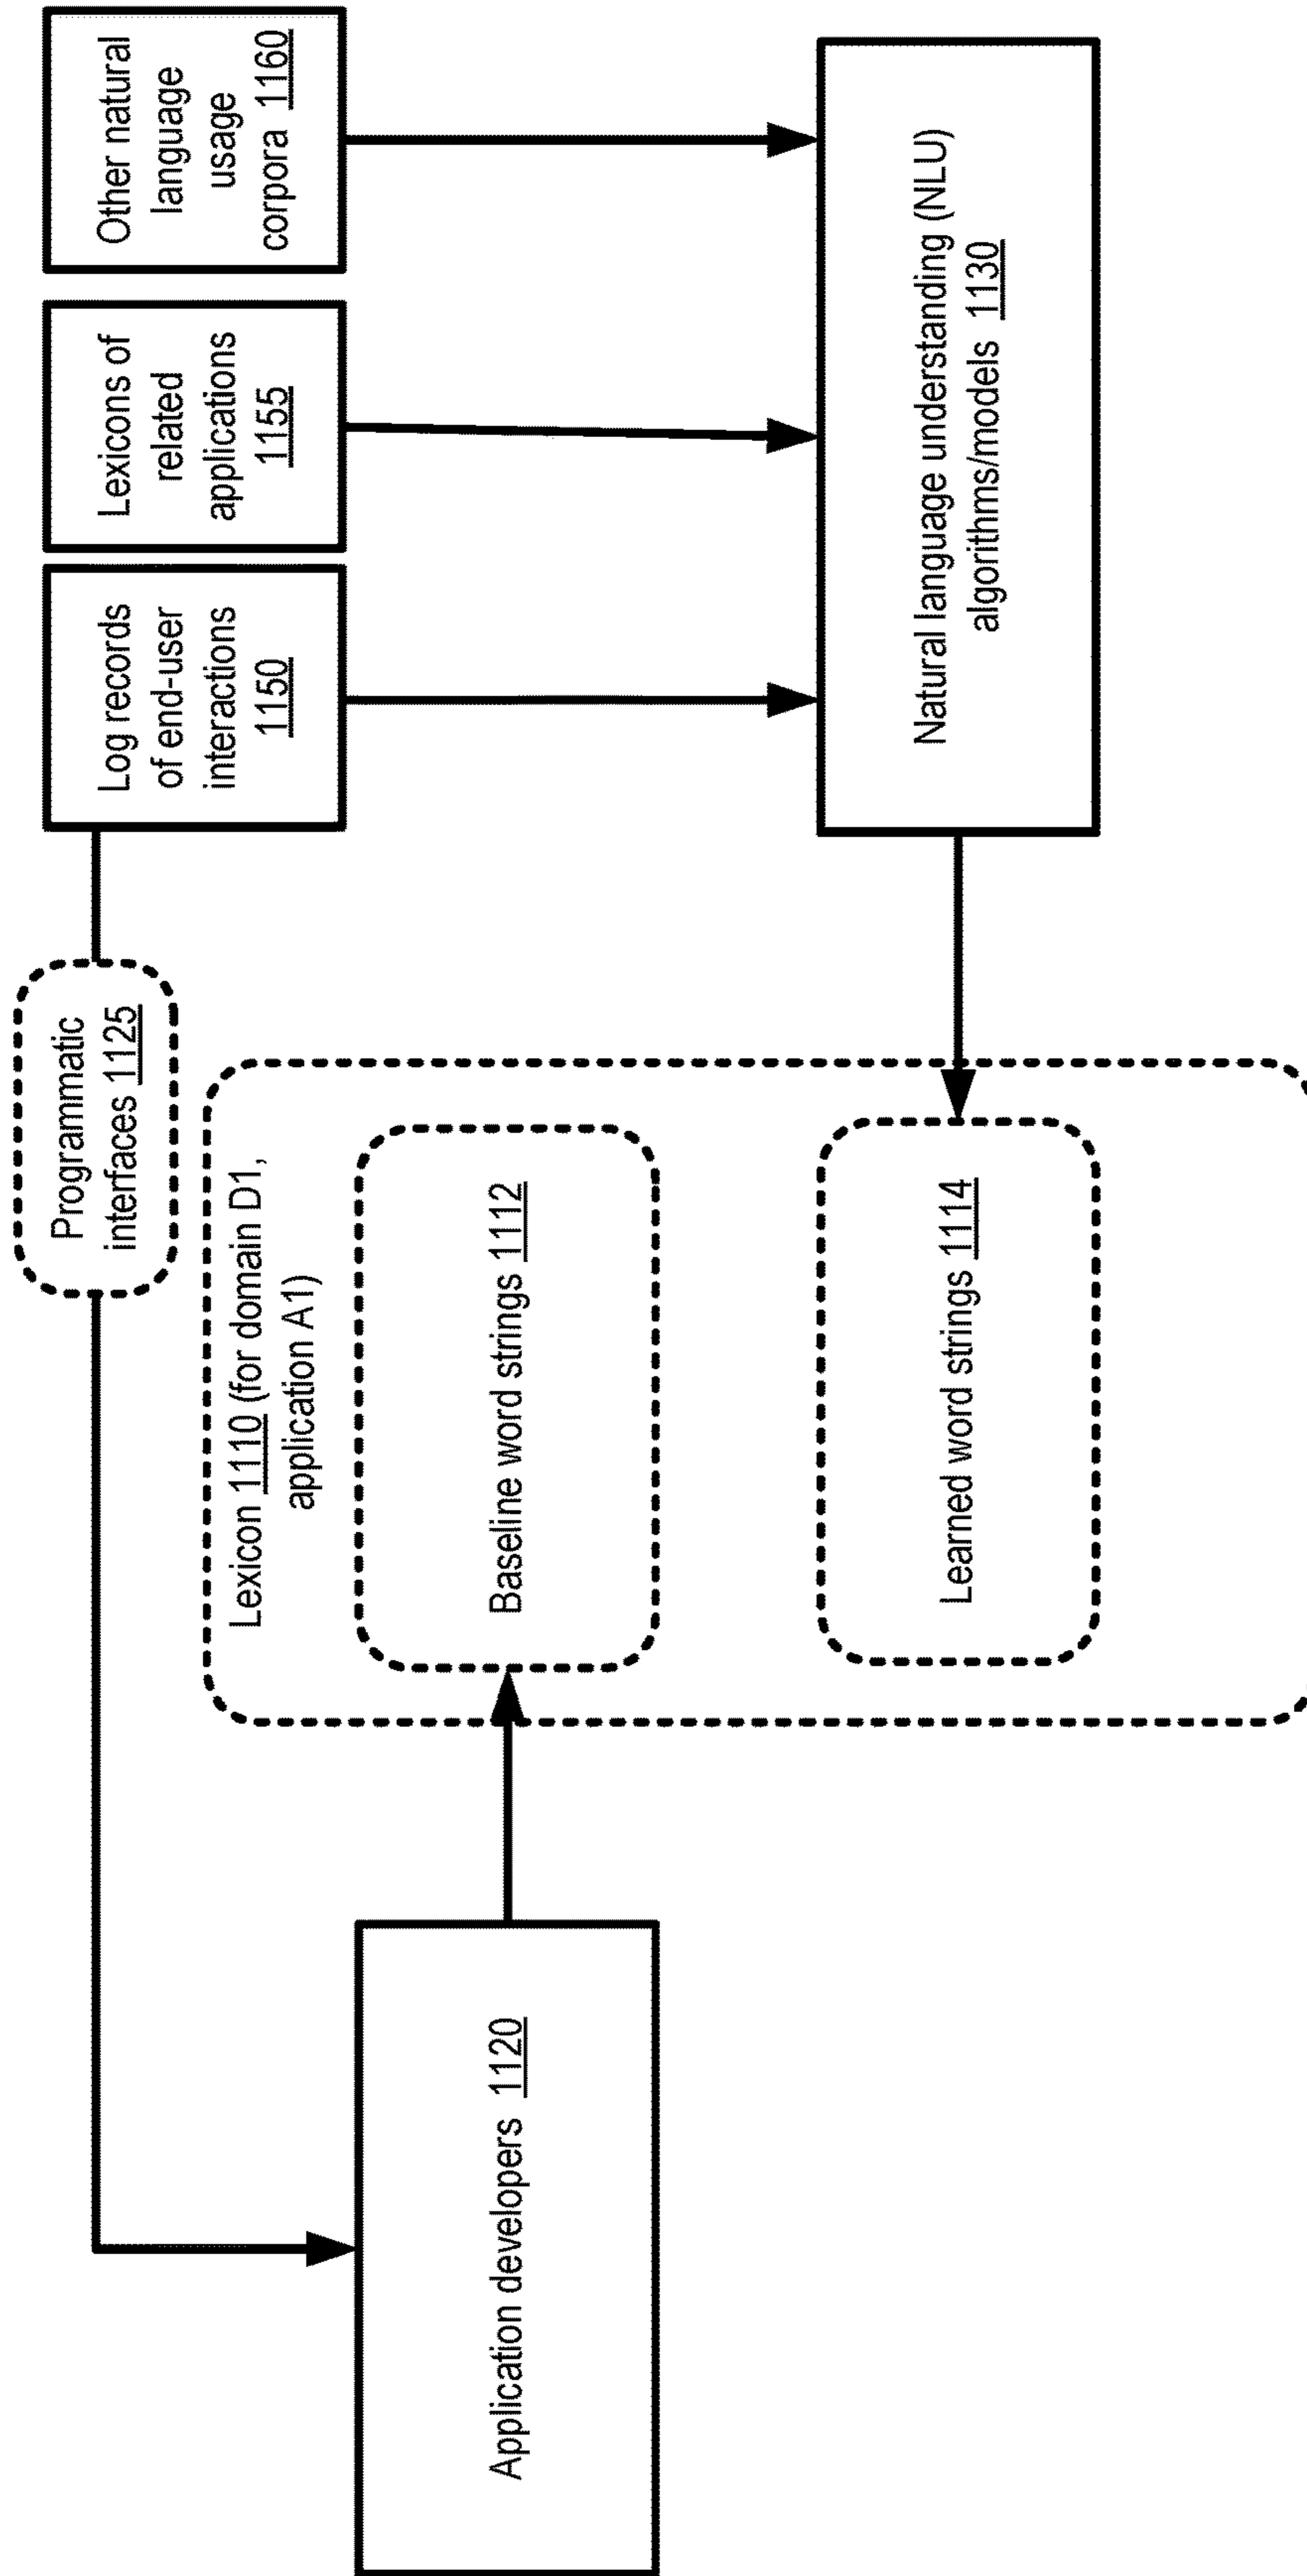 Programmatic
interfaces 1125
Log records
of end-user
interactions
1150
Lexicons of
related
applications
1155
Other natural
language
usage
corpora 1160
Lexicon 1110 (for domain D1,
application A1)
Application developers 1120
Baseline word strings 1112
Learned word strings 1114
Natural language understanding (NLU)
algorithms/models 1130